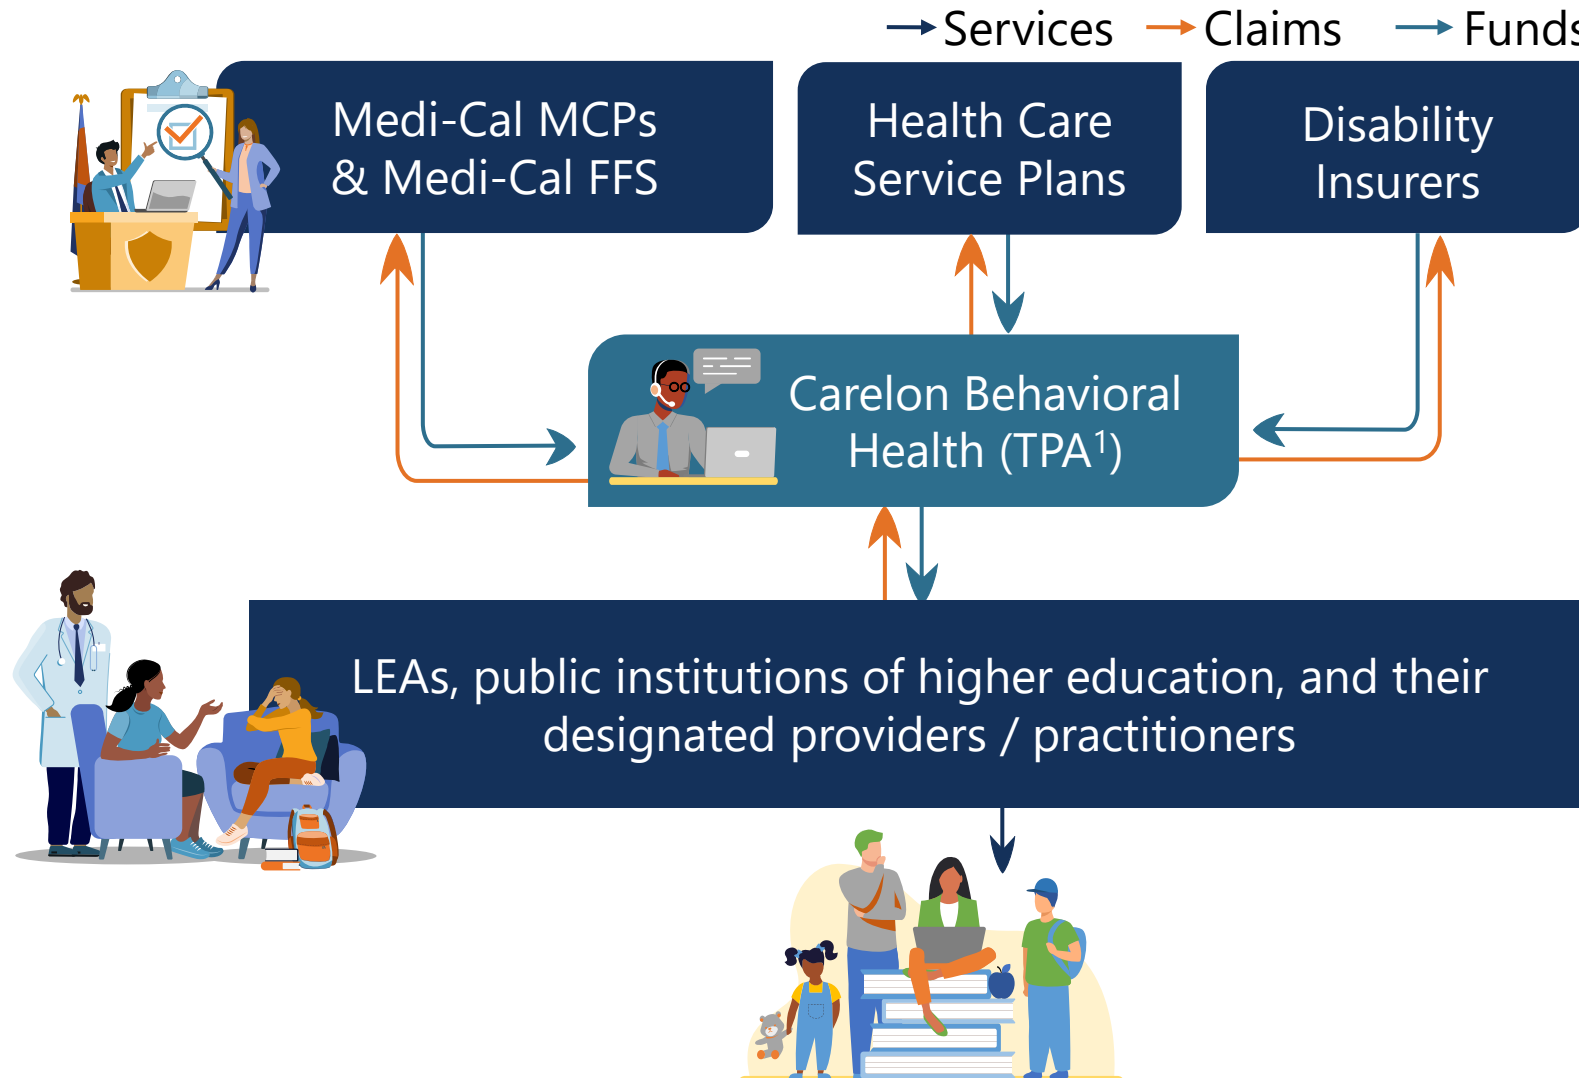 Services Claims Funds
Medi-Cal MCPs
& Medi-Cal FFS
Health Care
Service Plans
Disability
Insurers
Carelon Behavioral
Health (TPA¹)
LEAs, public institutions of higher education, and their
designated providers / practitioners